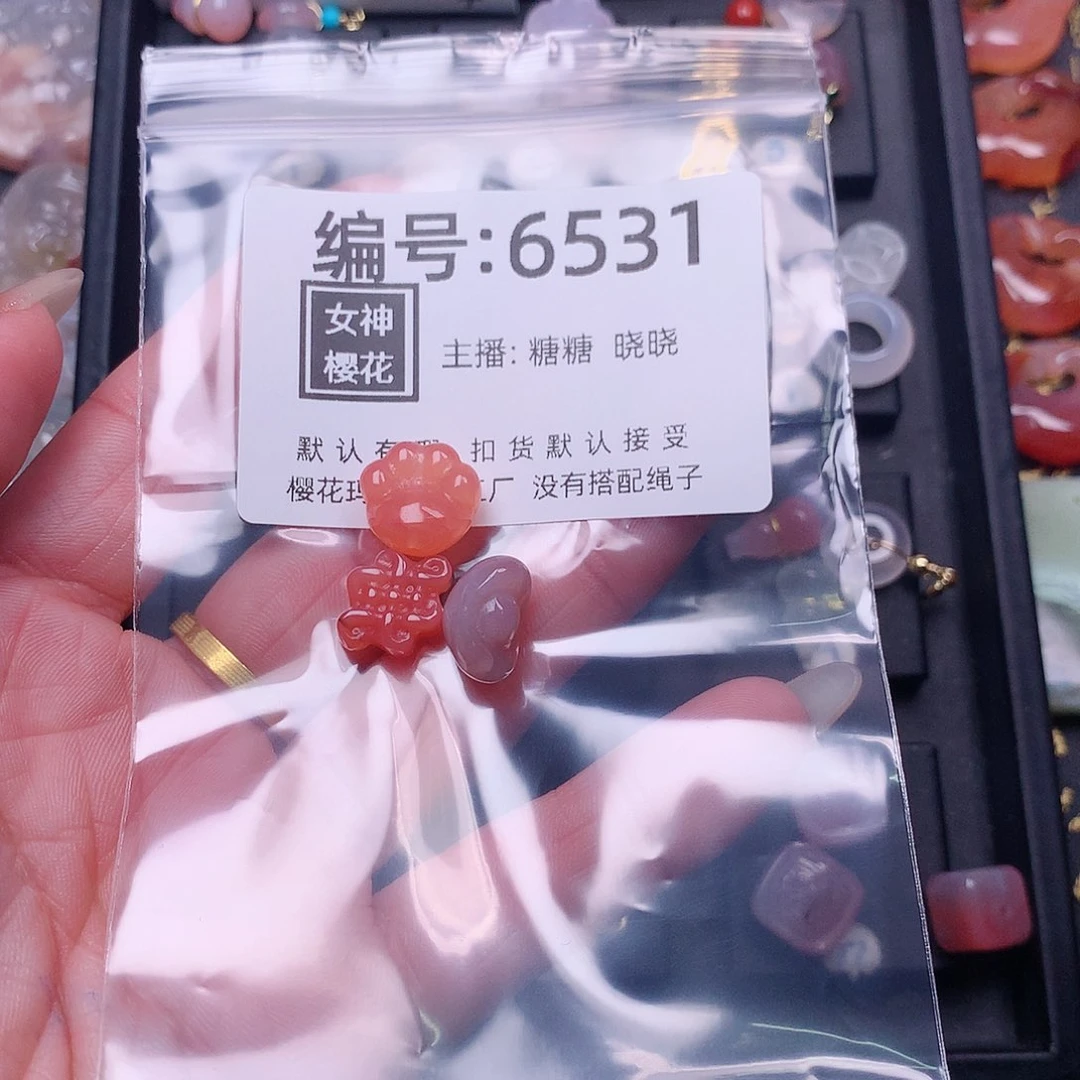 编号:6531
女神
樱花
主播: 糖糖 晓晓
默认有 扣货默认接受
樱花 厂 没有搭配绳子